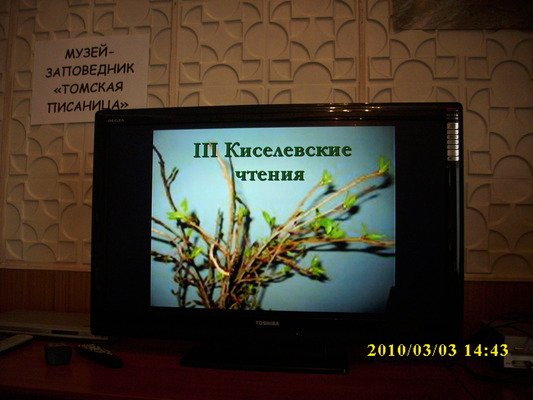 МУЗЕЙ-
ЗАПОВЕДНИК
«ТОМСКАЯ
ПИСАНИЦА»
III Киселевские
чтения
TOSHIBA
2010/03/03 14:43